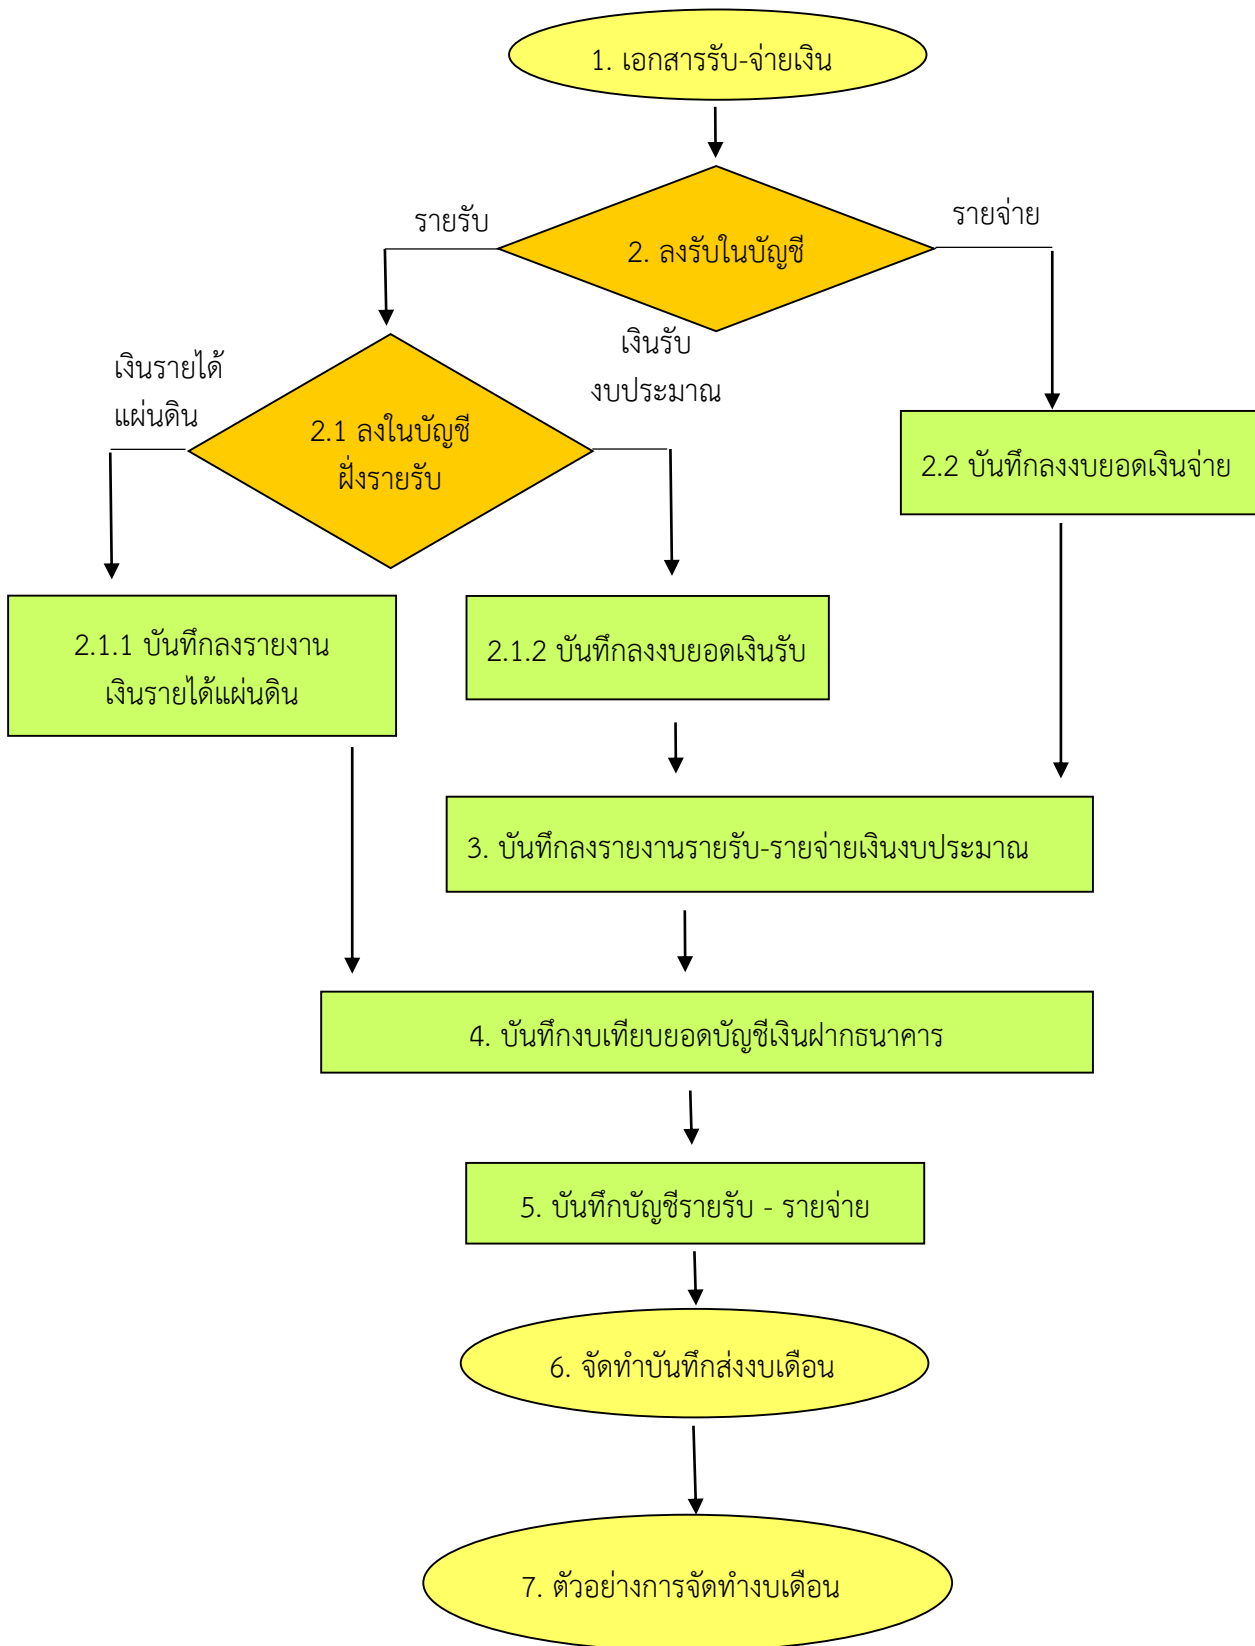 1. เอกสารรับ-จ่ายเงิน
รายรับ
2. ลงรับในบัญชี
รายจ่าย
เงินรายได้
แผ่นดิน
2.1 ลงในบัญชี
ฝั่งรายรับ
เงินรับ
งบประมาณ
2.2 บันทึกลงงบยอดเงินจ่าย
2.1.1 บันทึกลงรายงาน
เงินรายได้แผ่นดิน
2.1.2 บันทึกลงงบยอดเงินรับ
3. บันทึกลงรายงานรายรับ-รายจ่ายเงินงบประมาณ
4. บันทึกงบเทียบยอดบัญชีเงินฝากธนาคาร
5. บันทึกบัญชีรายรับ - รายจ่าย
6. จัดทำบันทึกส่งงบเดือน
7. ตัวอย่างการจัดทำงบเดือน